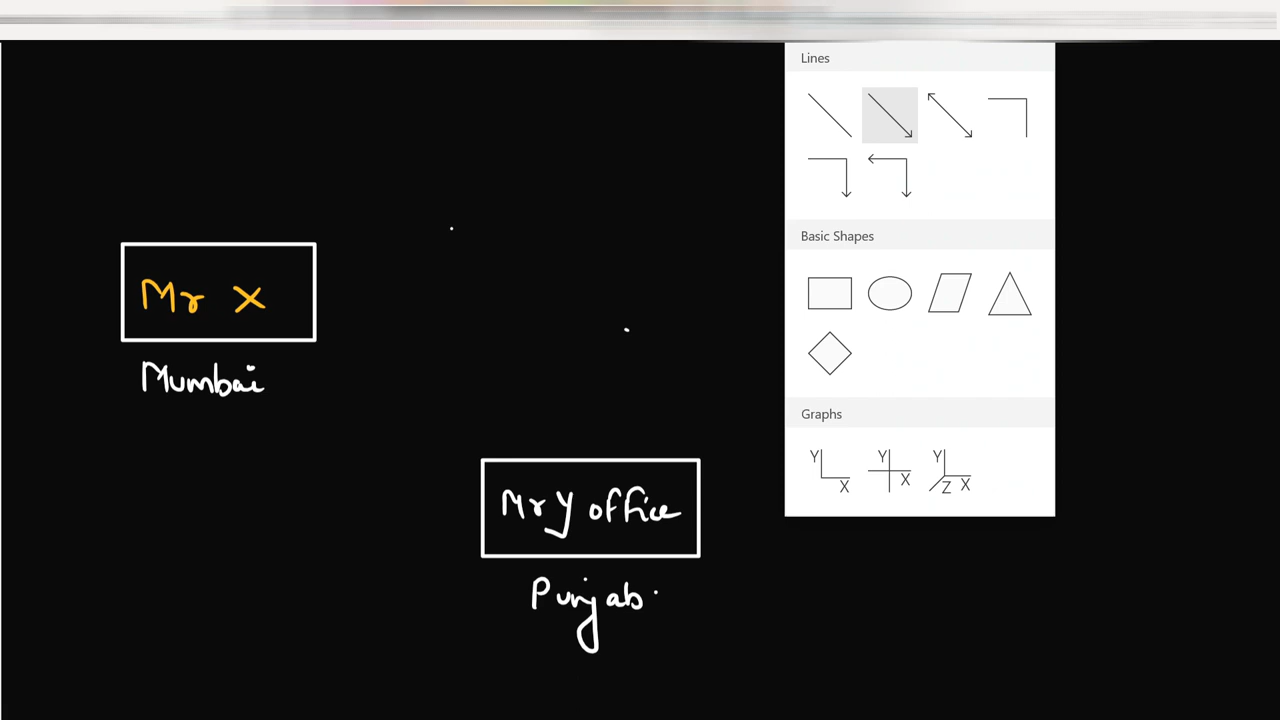 Lines
Mr X
Mumbai
Basic Shapes
Graphs
Y
X
Y
X
Y
Z X
Mr y office
Punjab